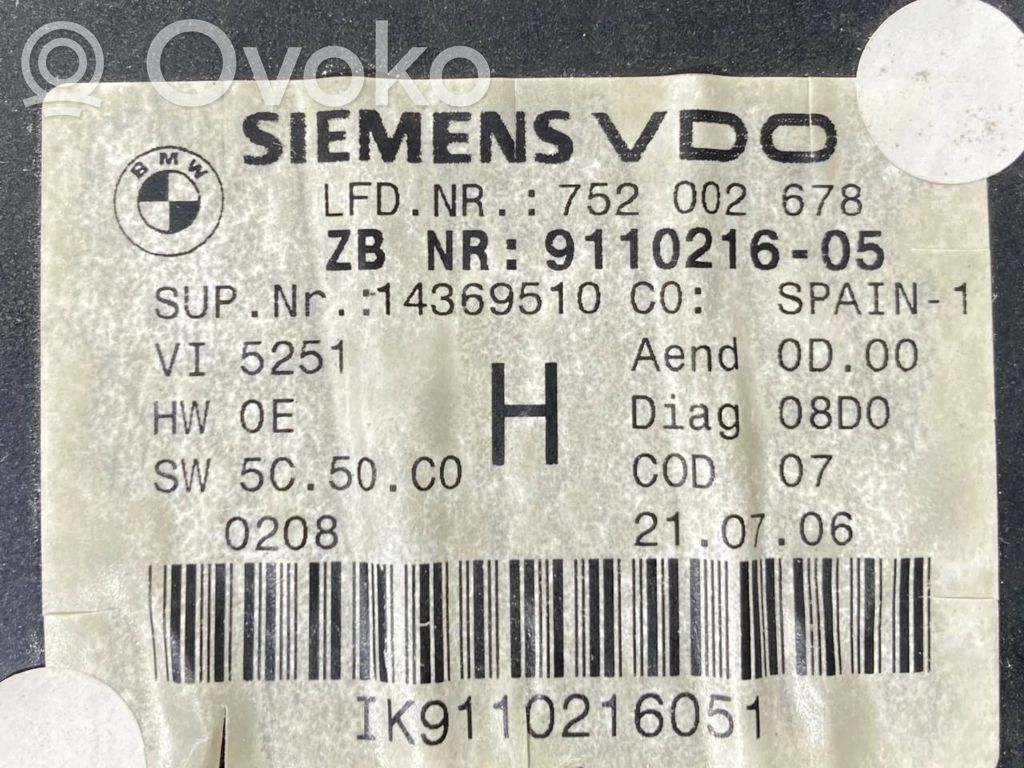 Ovoko
SIEMENS VDO
BMW
LFD.NR.:752 002 678
ZB NR:9110216-05
SUP.Nr.:14369510 CO: SPAIN-1
VI 5251 Aend 0D.00
HW 0E H Diag 08D0
SW 5C.50.C0 COD 07
0208 21.07.06
IK9110216051